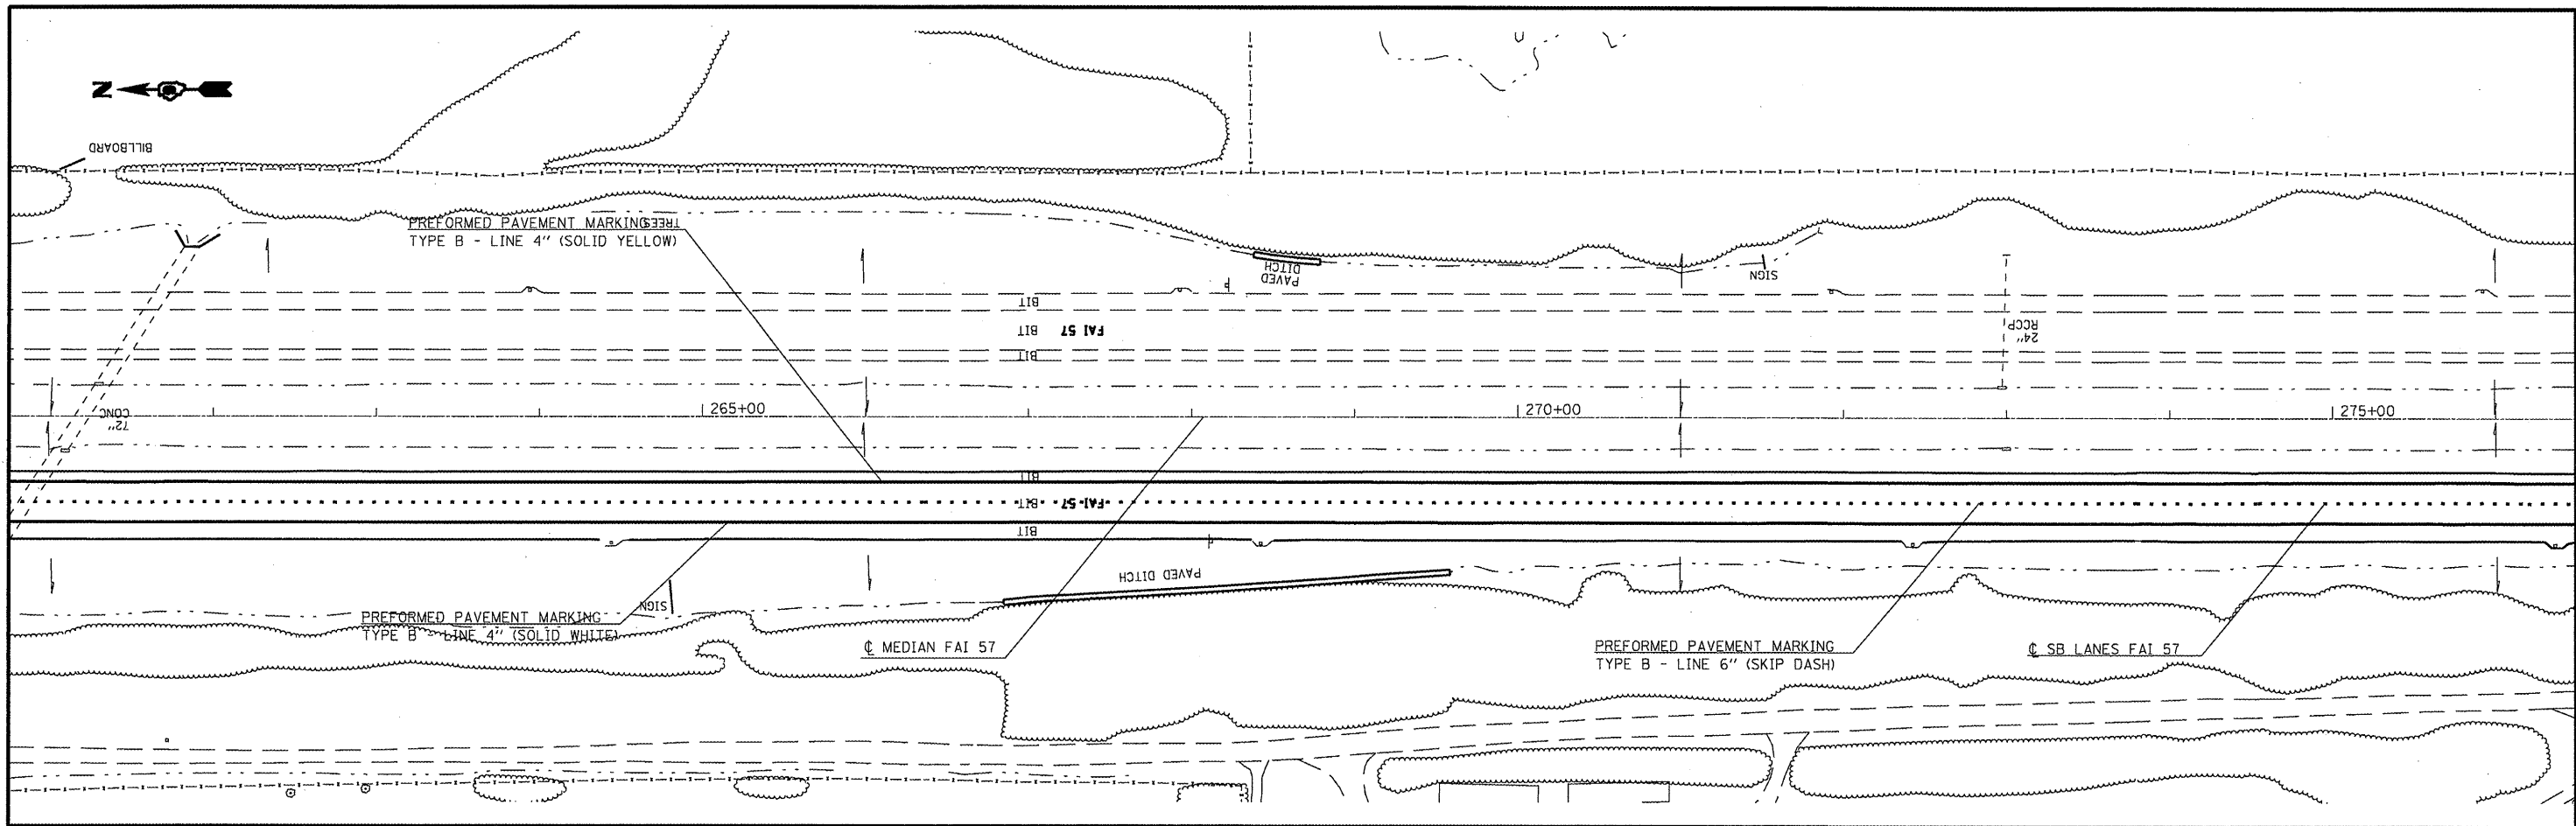 N
BILLBOARD
PREFORMED PAVEMENT MARKING
TREES
TYPE B - LINE 4" (SOLID YELLOW)
PAVED
DITCH
SIGN
BIT
BIT FAI 57
BIT
24"
RCCP
72"
CONC
265+00
270+00
275+00
BIT
BIT FAI 57
BIT
PAVED DITCH
SIGN
PREFORMED PAVEMENT MARKING
TYPE B - LINE 4" (SOLID WHITE)
℄ MEDIAN FAI 57
PREFORMED PAVEMENT MARKING
TYPE B - LINE 6" (SKIP DASH)
℄ SB LANES FAI 57